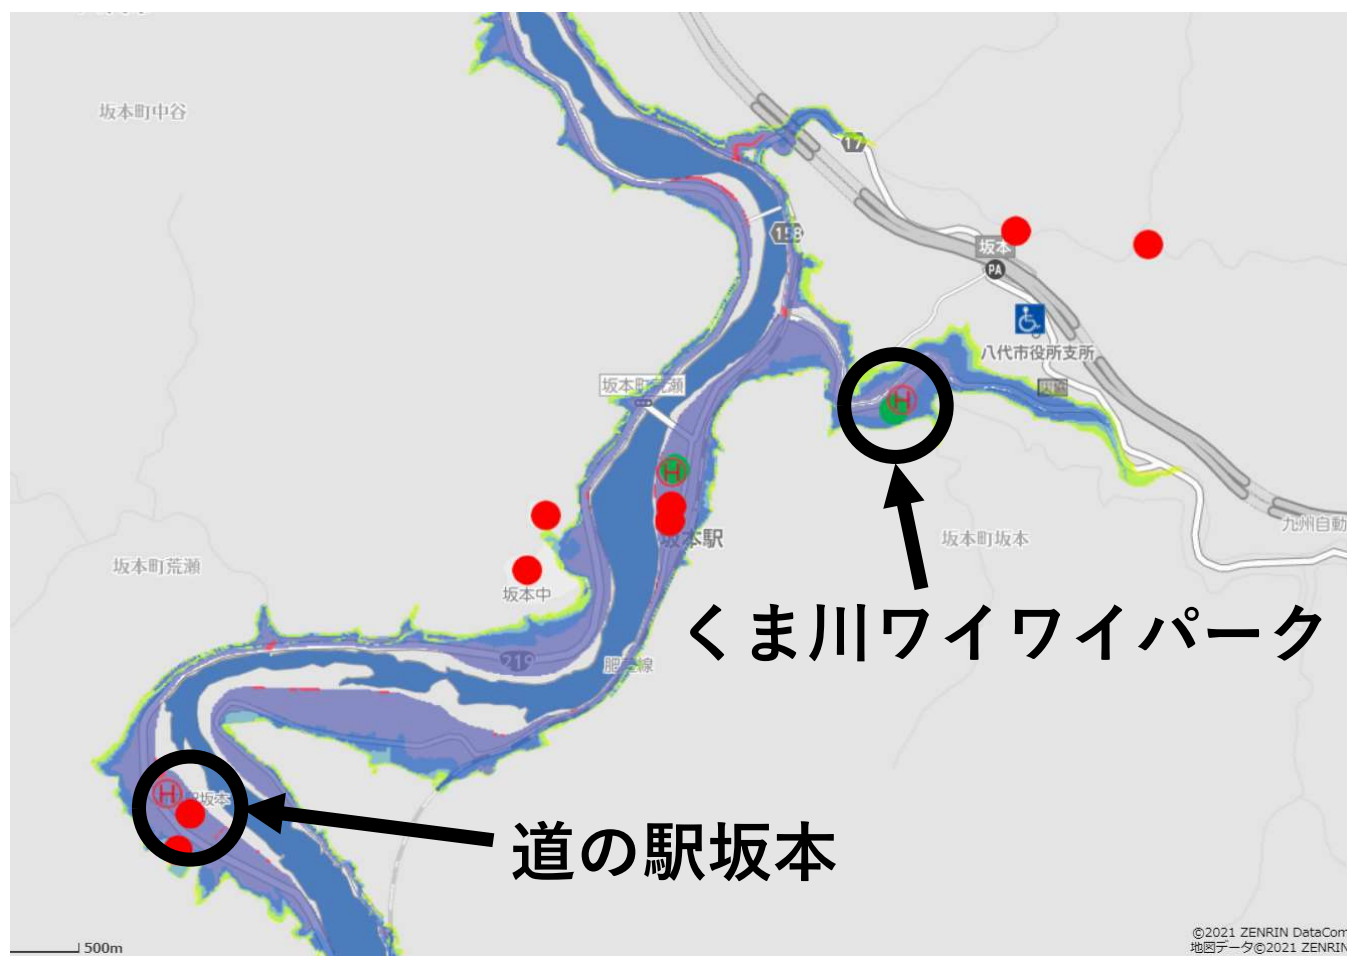 坂本町中谷
17
158
坂本
PA
八代市役所支所
坂本町荒瀬
H
H
坂本駅
九州自動
坂本町坂本
坂本町荒瀬
坂本中
くま川ワイワイパーク
219
肥薩線
H
駅坂本
道の駅坂本
500m
©2021 ZENRIN DataCom
地図データ©2021 ZENRIN